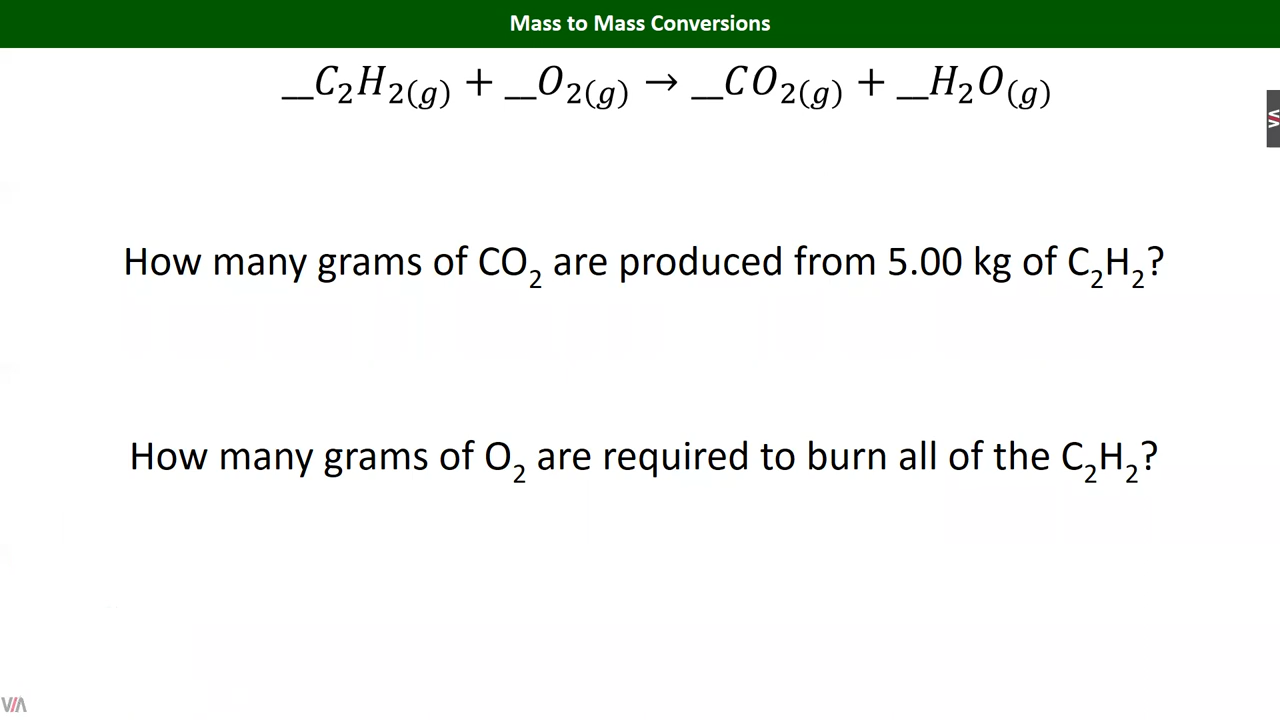 Mass to Mass Conversions
__C₂H₂₍g₎ + __O₂₍g₎ → __CO₂₍g₎ + __H₂O₍g₎
How many grams of CO₂ are produced from 5.00 kg of C₂H₂?
How many grams of O₂ are required to burn all of the C₂H₂?
VIA